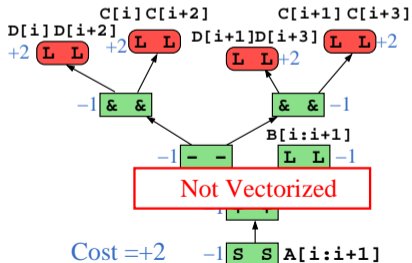 C[i] C[i+2] C[i+1] C[i+3]
D[i] D[i+2] D[i+1] D[i+3]
+2 L L +2 L L L L +2 L L +2
-1 & & & & -1
B[i:i+1]
-1 - - L L -1
Not Vectorized
Cost =+2 -1 S S A[i:i+1]